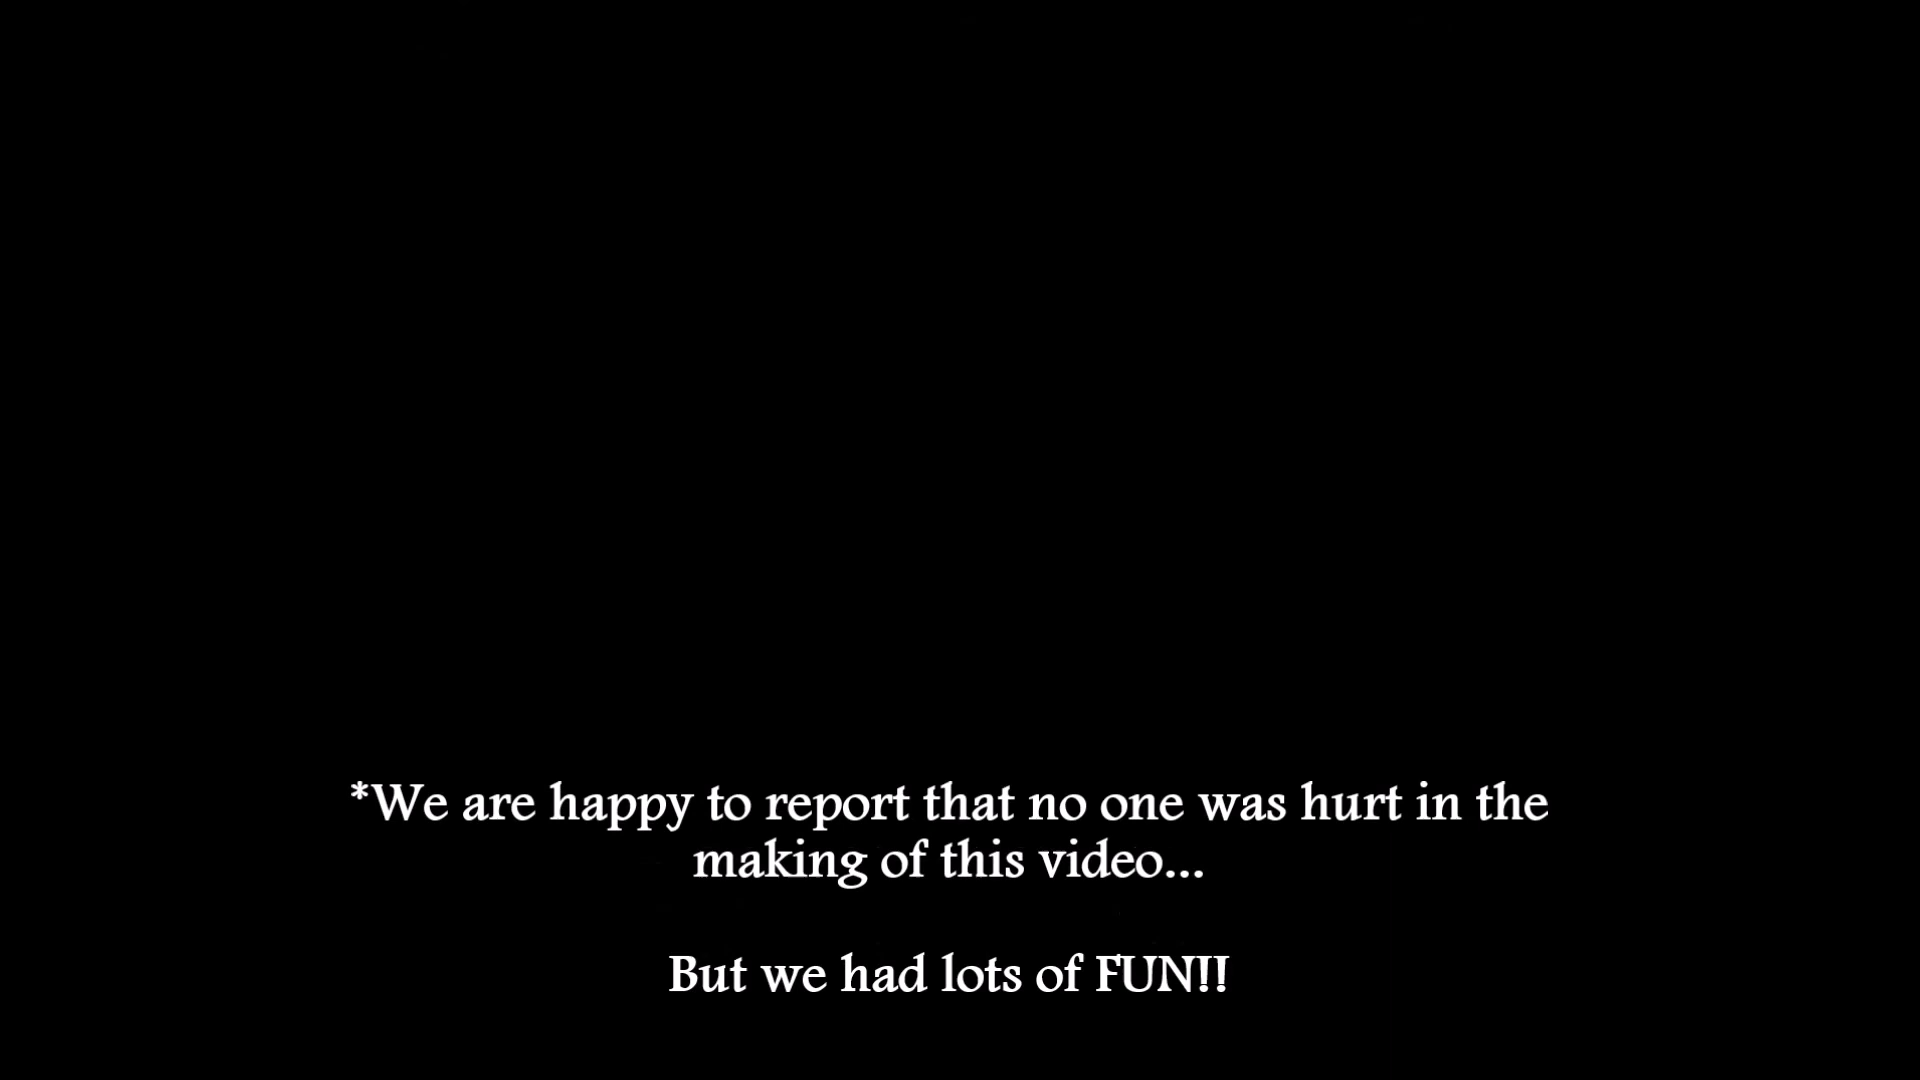 *We are happy to report that no one was hurt in the
making of this video...
But we had lots of FUN!!